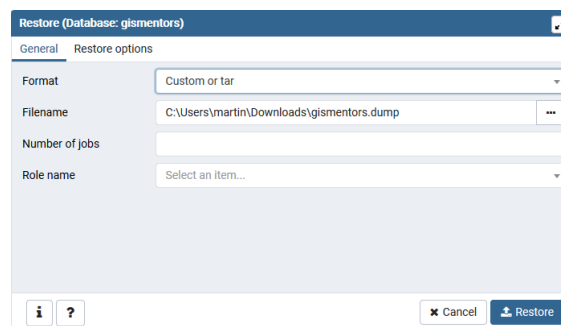 Restore (Database: gismentors)
General Restore options
Format Custom or tar
Filename C:\Users\martin\Downloads\gismentors.dump ...
Number of jobs
Role name Select an item...
i ? Cancel Restore